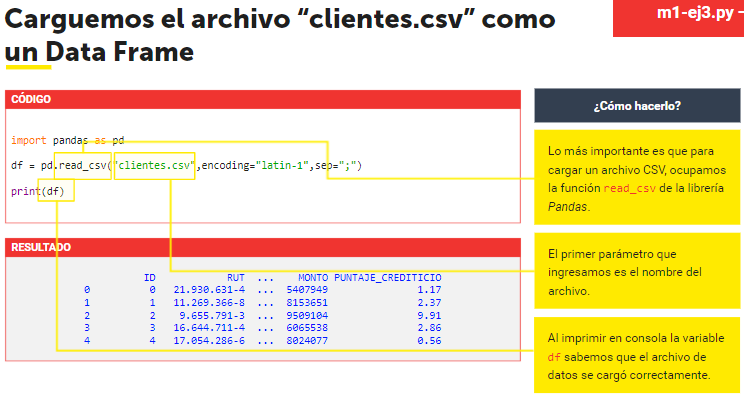 Carguemos el archivo “clientes.csv” como
un Data Frame
m1-ej3.py –
CÓDIGO
import pandas as pd
df = pd.read_csv("clientes.csv",encoding="latin-1",sep=";")
print(df)
RESULTADO
ID RUT ... MONTO PUNTAJE_CREDITICIO
0 0 21.930.631-4 ... 5407949 1.17
1 1 11.269.366-8 ... 8153651 2.37
2 2 9.655.791-3 ... 9509104 9.91
3 3 16.644.711-4 ... 6065538 2.86
4 4 17.054.286-6 ... 8024077 0.56
¿Cómo hacerlo?
Lo más importante es que para
cargar un archivo CSV, ocupamos
la función read_csv de la librería
Pandas.
El primer parámetro que
ingresamos es el nombre del
archivo.
Al imprimir en consola la variable
df sabemos que el archivo de
datos se cargó correctamente.